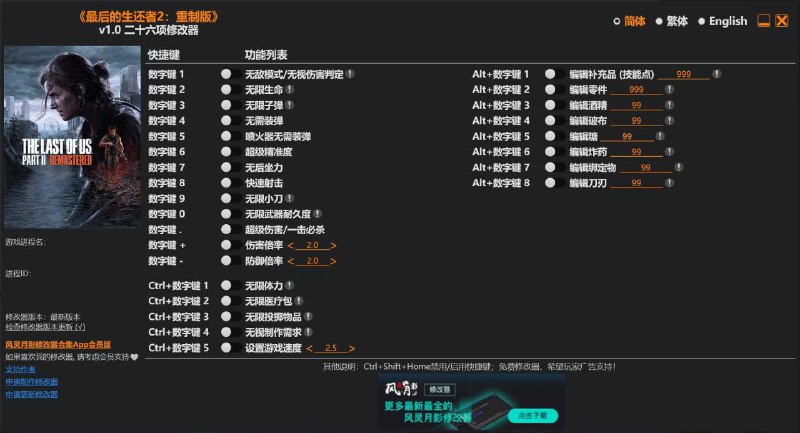 《最后的生还者2：重制版》
v1.0 二十六项修改器
简体 繁体 English
快捷键 功能列表
数字键 1 无敌模式/无视伤害判定
数字键 2 无限生命
数字键 3 无限子弹
数字键 4 无需装弹
数字键 5 喷火器无需装弹
数字键 6 超级精准度
数字键 7 无后坐力
数字键 8 快速射击
数字键 9 无限小刀
数字键 0 无限武器耐久度
数字键 . 超级伤害/一击必杀
数字键 + 伤害倍率 < 2.0 >
数字键 - 防御倍率 < 2.0 >
Ctrl+数字键 1 无限体力
Ctrl+数字键 2 无限医疗包
Ctrl+数字键 3 无限投掷物品
Ctrl+数字键 4 无视制作需求
Ctrl+数字键 5 设置游戏速度 < 2.5 >
Alt+数字键 1 编辑补充品 (技能点) 999
Alt+数字键 2 编辑零件 999
Alt+数字键 3 编辑酒精 99
Alt+数字键 4 编辑破布 99
Alt+数字键 5 编辑瓶 99
Alt+数字键 6 编辑炸药 99
Alt+数字键 7 编辑绑定物 99
Alt+数字键 8 编辑刀刃 99
THE LAST OF US
PART II REMASTERED
游戏进程名:
进程ID:
修改器版本：最新版本
检查修改器版本更新 (√)
风灵月影修改器合集App会员版
如果喜欢我的修改器, 请考虑会员支持
支持作者
申请制作修改器
申请更新修改器
其他说明：Ctrl+Shift+Home禁用/启用快捷键；免费修改器，希望玩家广告支持！
风灵月影 修改器
更多最新最全的
风灵月影修改器
点击下载